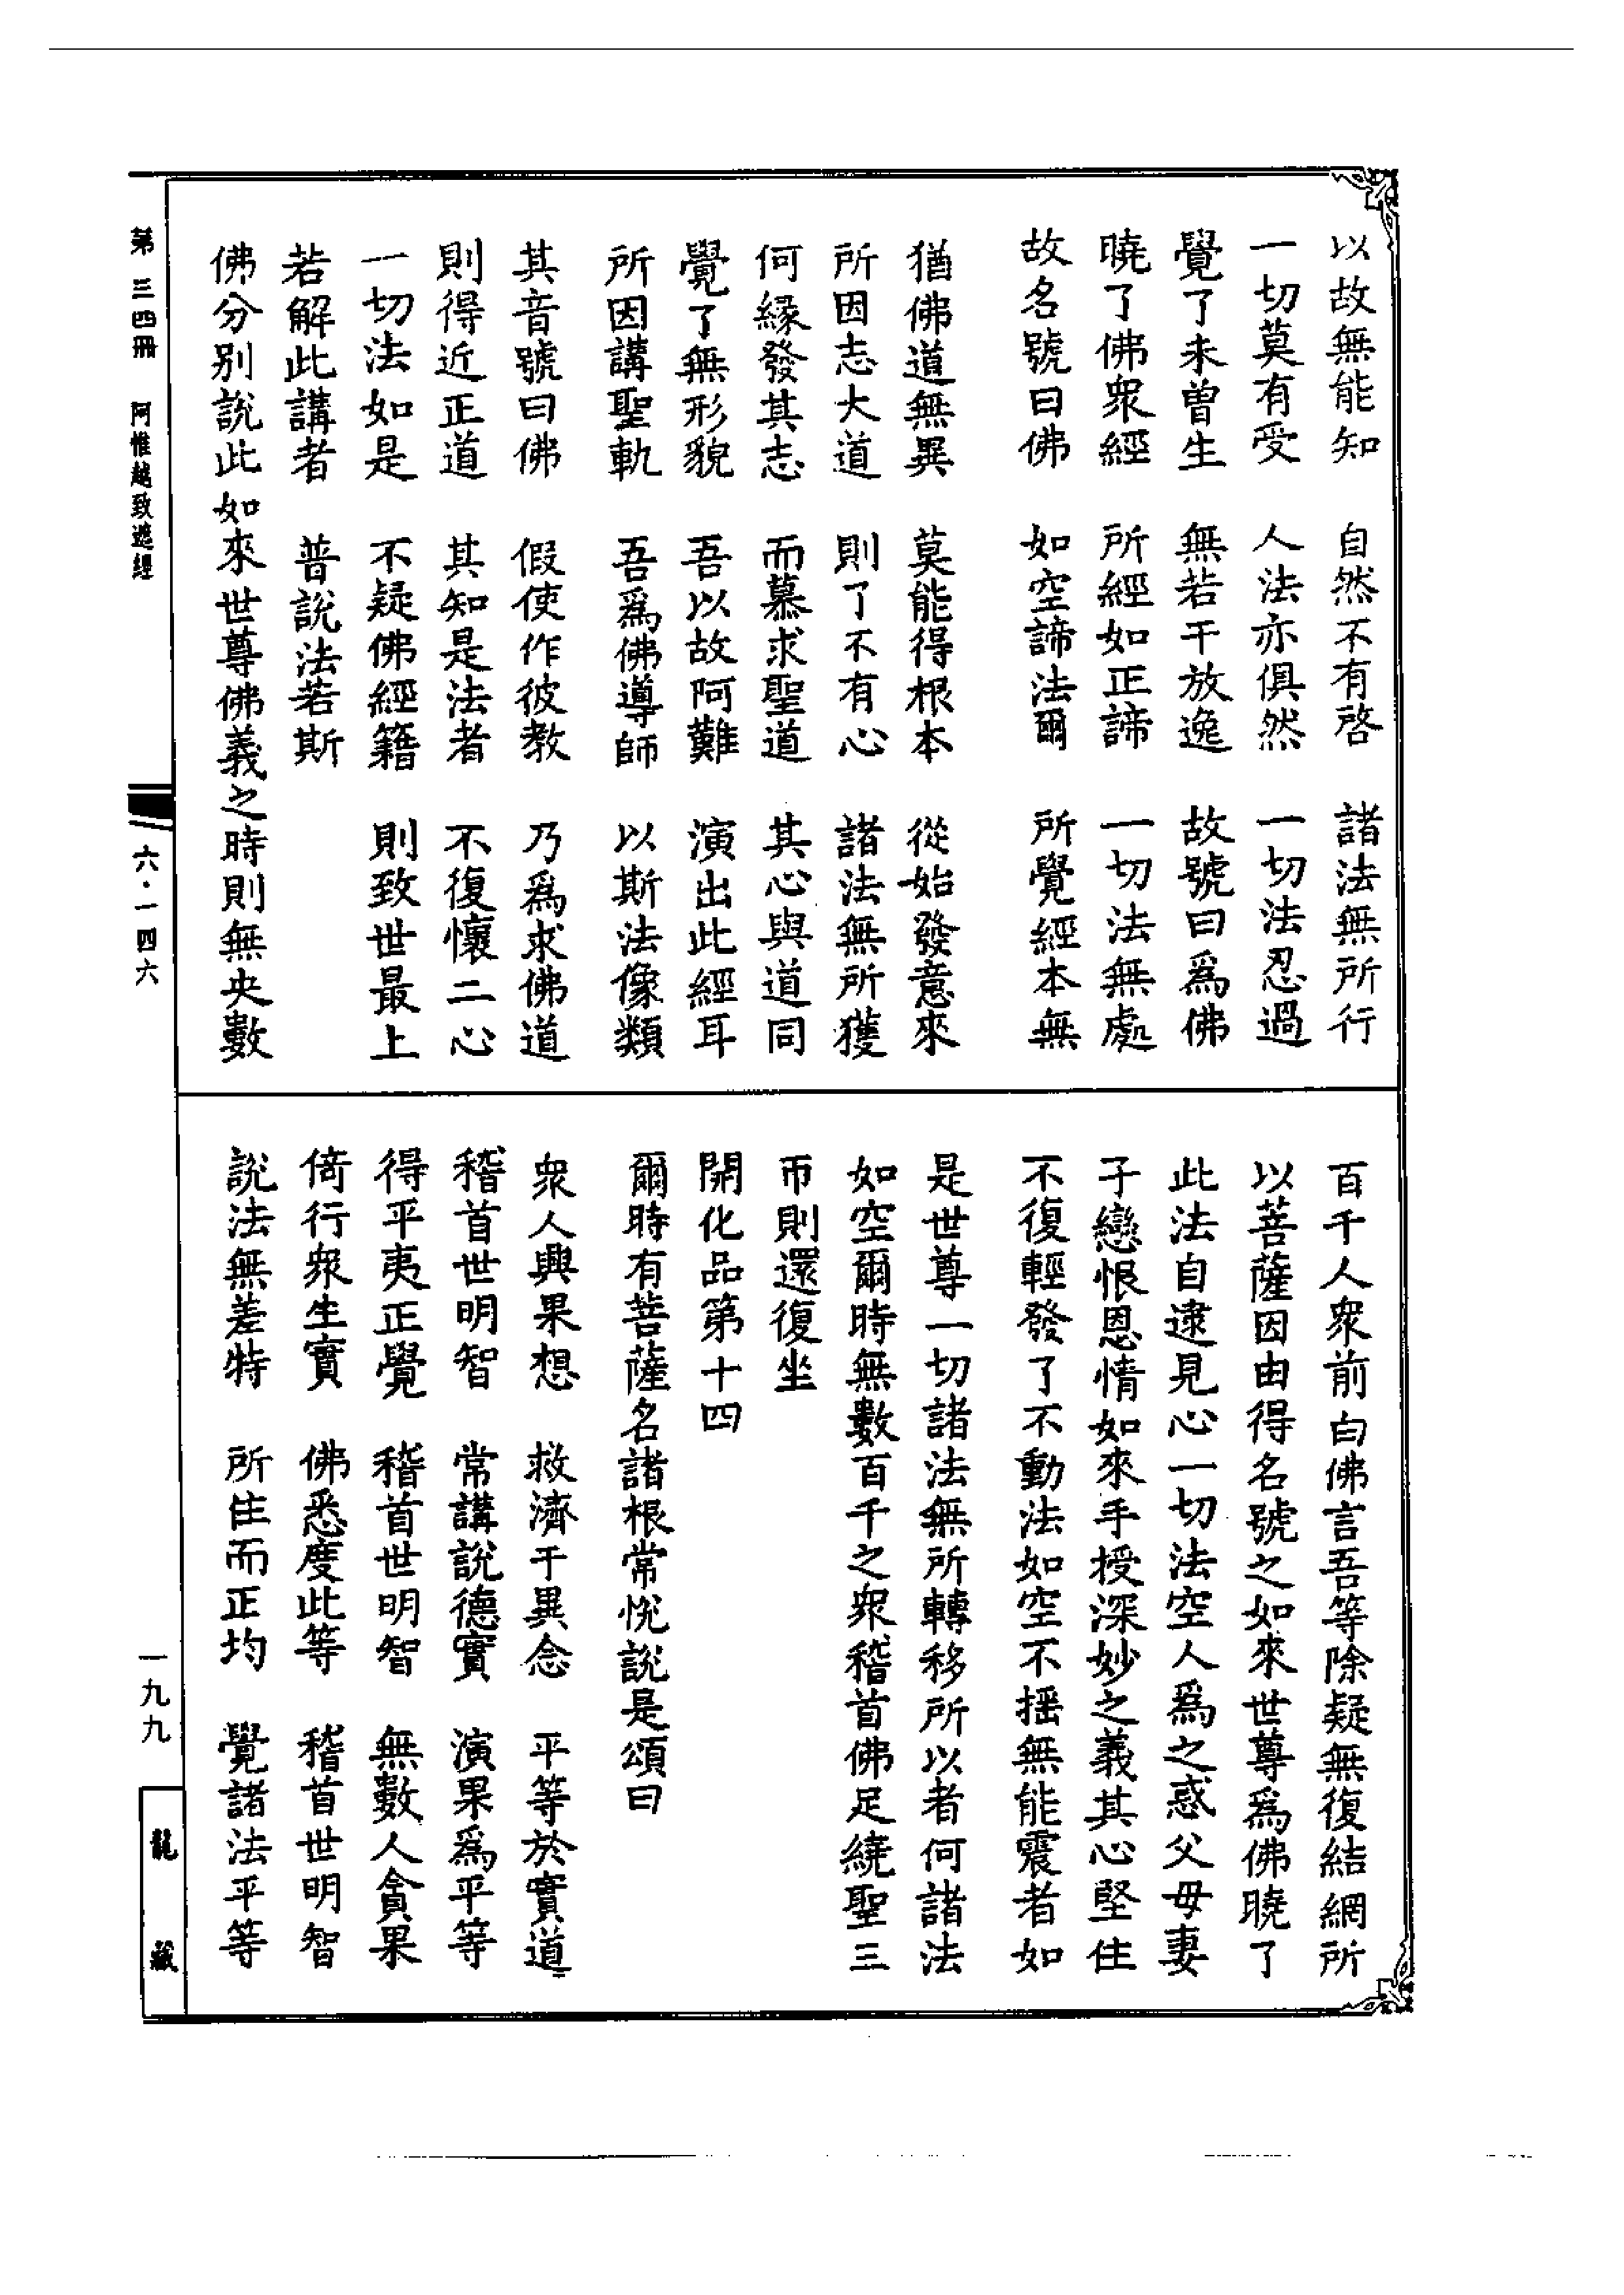 以故無能知　自然不有啓　諸法無所行
一切莫有受　人法亦俱然　一切法忍過
覺了未曽生　無若干放逸　故號曰爲佛
曉了佛衆經　所經如正諦　一切法無處
故名號曰佛　如空諦法爾　所覺經本無
猶佛道無異　莫能得根本　從始發意來
所因志大道　則了不有心　諸法無所獲
何緣發其志　而慕求聖道　其心與道同
覺了無形貌　吾以故阿難　演出此經耳
所因講聖軌　吾爲佛導師　以斯法像類
其音號曰佛　假使作彼教　乃爲求佛道
則得近正道　其知是法者　不復懷二心
一切法如是　不疑佛經籍　則致世最上
若解此講者　普說法若斯
佛分别說此如來世尊佛義之時則無央數
百千人衆前白佛言吾等除疑無復結網所
以菩薩因由得名號之如來世尊爲佛曉了
此法自逮見心一切法空人爲之惑父母妻
子戀恨恩情如來手授深妙之義其心堅住
不復輕發了不動法如空不揺無能震者如
是世尊一切諸法無所轉移所以者何諸法
如空爾時無數百千之衆稽首佛足繞聖三
帀則還復坐
開化品第十四
爾時有菩薩名諸根常悅說是頌曰
衆人興果想　救濟于異念　平等於實道
稽首世明智　常講說德實　演果爲平等
得平夷正覺　稽首世明智　無數人貪果
倚行衆生實　佛悉度此等　稽首世明智
說法無差特　所住而正均　覺諸法平等
第三四冊　阿惟越致遮經
六·一四六
一九九
龍藏